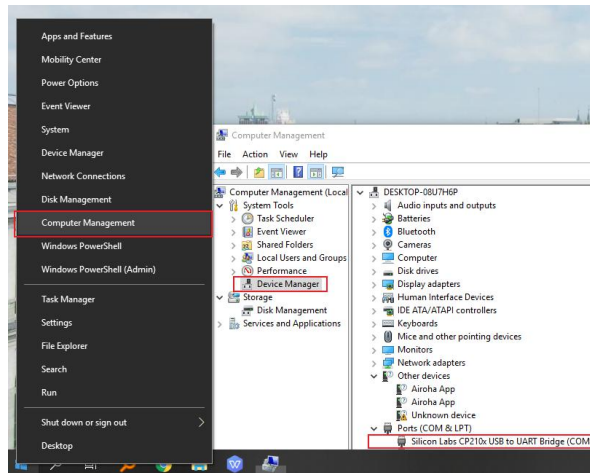 Apps and Features
Mobility Center
Power Options
Event Viewer
System
Device Manager
Network Connections
Disk Management
Computer Management
Windows PowerShell
Windows PowerShell (Admin)
Task Manager
Settings
File Explorer
Search
Run
Shut down or sign out
Desktop
Computer Management
File Action View Help
Computer Management (Local
System Tools
Task Scheduler
Event Viewer
Shared Folders
Local Users and Groups
Performance
Device Manager
Storage
Disk Management
Services and Applications
DESKTOP-08U7H6P
Audio inputs and outputs
Batteries
Bluetooth
Cameras
Computer
Disk drives
Display adapters
Human Interface Devices
IDE ATA/ATAPI controllers
Keyboards
Mice and other pointing devices
Monitors
Network adapters
Other devices
Airoha App
Airoha App
Unknown device
Ports (COM & LPT)
Silicon Labs CP210x USB to UART Bridge (COM